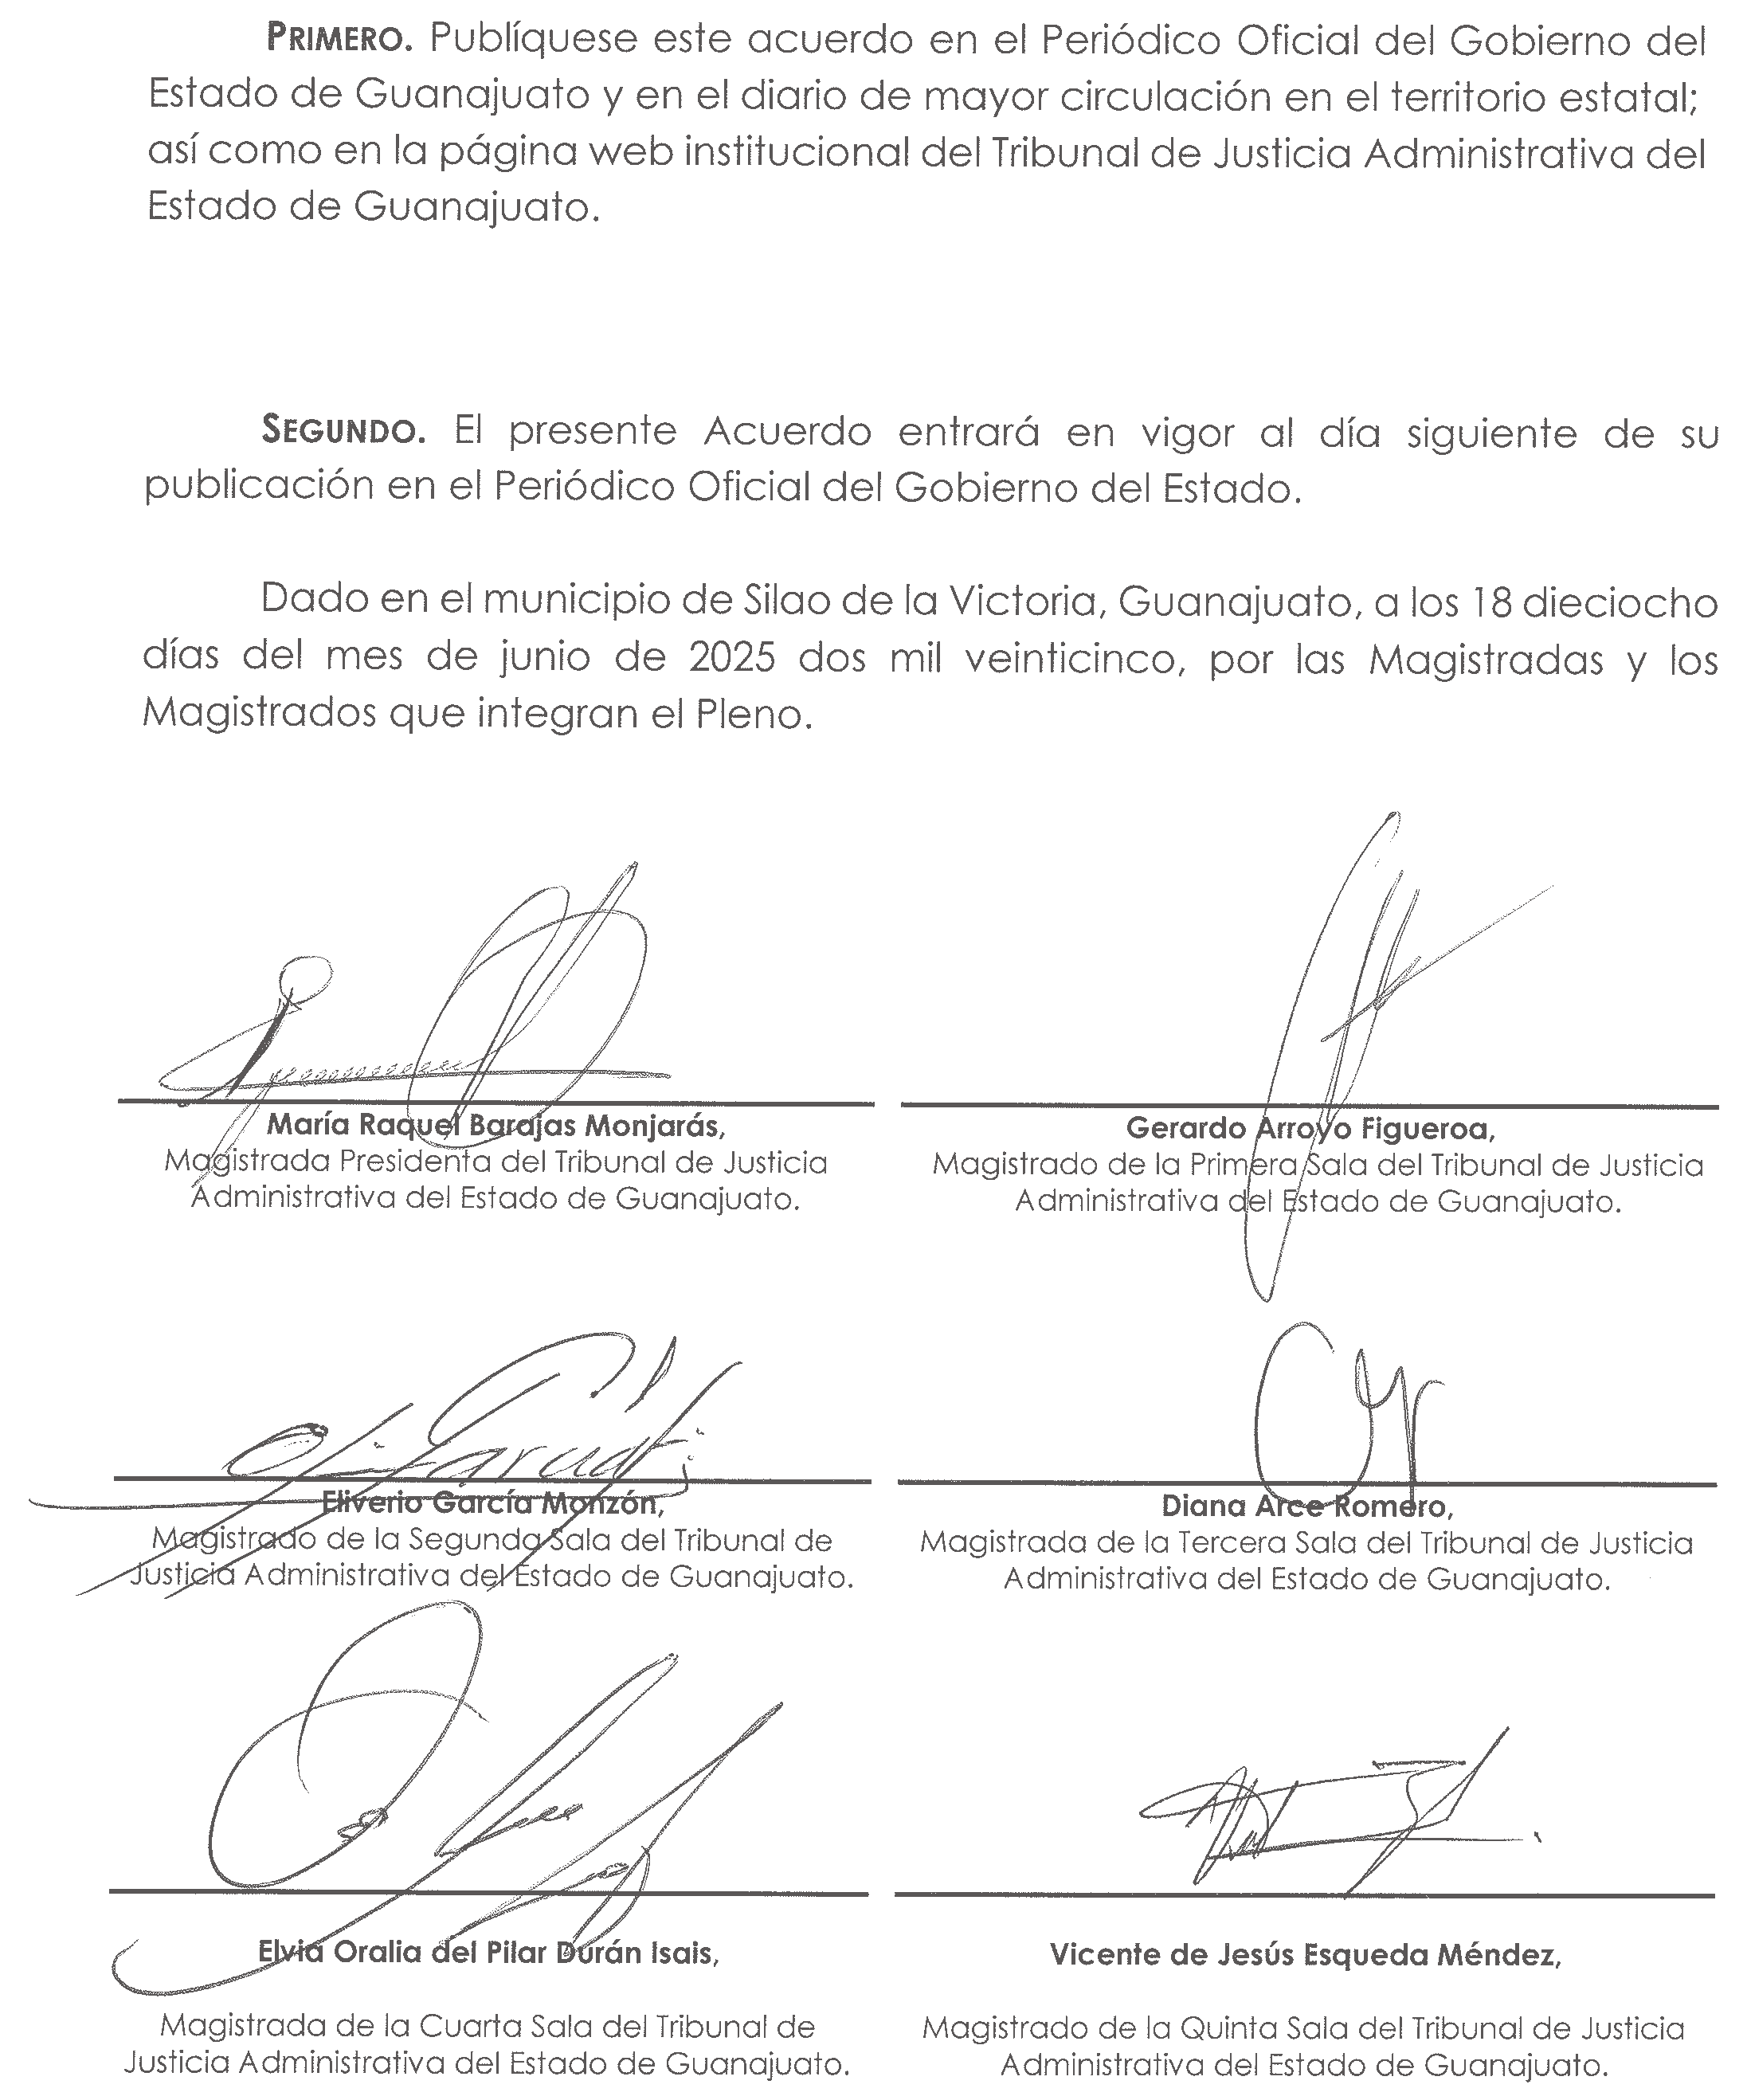 PRIMERO. Publíquese este acuerdo en el Periódico Oficial del Gobierno del
Estado de Guanajuato y en el diario de mayor circulación en el territorio estatal;
así como en la página web institucional del Tribunal de Justicia Administrativa del
Estado de Guanajuato.
SEGUNDO. El presente Acuerdo entrará en vigor al día siguiente de su
publicación en el Periódico Oficial del Gobierno del Estado.
Dado en el municipio de Silao de la Victoria, Guanajuato, a los 18 dieciocho
días del mes de junio de 2025 dos mil veinticinco, por las Magistradas y los
Magistrados que integran el Pleno.
María Raquel Barajas Monjarás,
Magistrada Presidenta del Tribunal de Justicia
Administrativa del Estado de Guanajuato.
Gerardo Arroyo Figueroa,
Magistrado de la Primera Sala del Tribunal de Justicia
Administrativa del Estado de Guanajuato.
Eliverio García Monzón,
Magistrado de la Segunda Sala del Tribunal de
Justicia Administrativa del Estado de Guanajuato.
Diana Arce Romero,
Magistrada de la Tercera Sala del Tribunal de Justicia
Administrativa del Estado de Guanajuato.
Elvia Oralia del Pilar Durán Isais,
Magistrada de la Cuarta Sala del Tribunal de
Justicia Administrativa del Estado de Guanajuato.
Vicente de Jesús Esqueda Méndez,
Magistrado de la Quinta Sala del Tribunal de Justicia
Administrativa del Estado de Guanajuato.